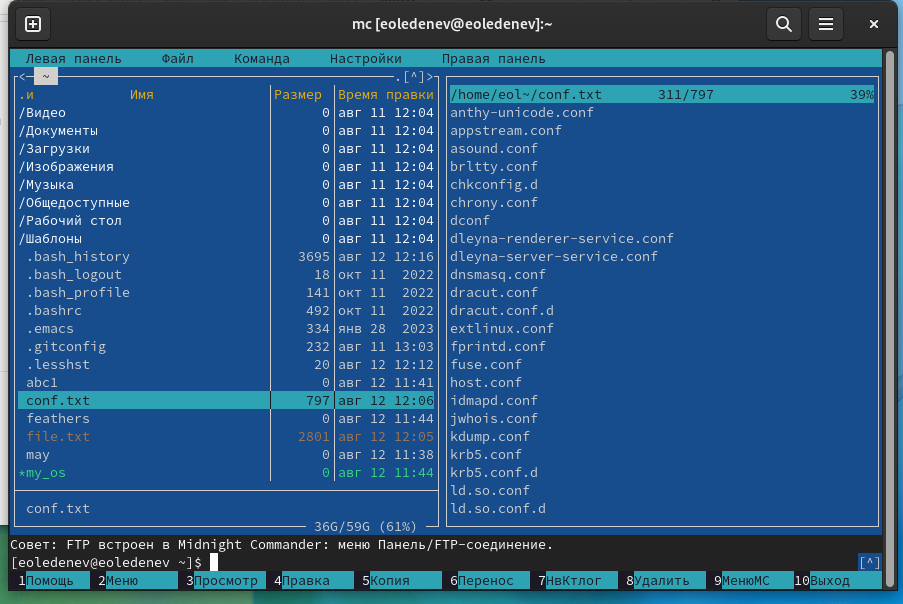 mc [eoledenev@eoledenev]:~
Левая панель Файл Команда Настройки Правая панель
<─ ~ .[^]>
.и Имя Размер Время правки
/Видео 0 авг 11 12:04
/Документы 0 авг 11 12:04
/Загрузки 0 авг 11 12:04
/Изображения 0 авг 11 12:04
/Музыка 0 авг 11 12:04
/Общедоступные 0 авг 11 12:04
/Рабочий стол 0 авг 11 12:04
/Шаблоны 0 авг 11 12:04
.bash_history 3695 авг 12 12:16
.bash_logout 18 окт 11 2022
.bash_profile 141 окт 11 2022
.bashrc 492 окт 11 2022
.emacs 334 янв 28 2023
.gitconfig 232 авг 11 13:03
.lesshst 20 авг 12 12:12
abc1 0 авг 12 11:41
conf.txt 797 авг 12 12:06
feathers 0 авг 12 11:44
file.txt 2801 авг 12 12:05
may 0 авг 12 11:38
*my_os 0 авг 12 11:44
conf.txt
36G/59G (61%)
/home/eol~/conf.txt 311/797 39%
anthy-unicode.conf
appstream.conf
asound.conf
brltty.conf
chkconfig.d
chrony.conf
dconf
dleyna-renderer-service.conf
dleyna-server-service.conf
dnsmasq.conf
dracut.conf
dracut.conf.d
extlinux.conf
fprintd.conf
fuse.conf
host.conf
idmapd.conf
jwhois.conf
kdump.conf
krb5.conf
krb5.conf.d
ld.so.conf
ld.so.conf.d
Совет: FTP встроен в Midnight Commander: меню Панель/FTP-соединение.
[eoledenev@eoledenev ~]$ [^]
1Помощь 2Меню 3Просмотр 4Правка 5Копия 6Перенос 7НвКтлог 8Удалить 9МенюMC 10Выход